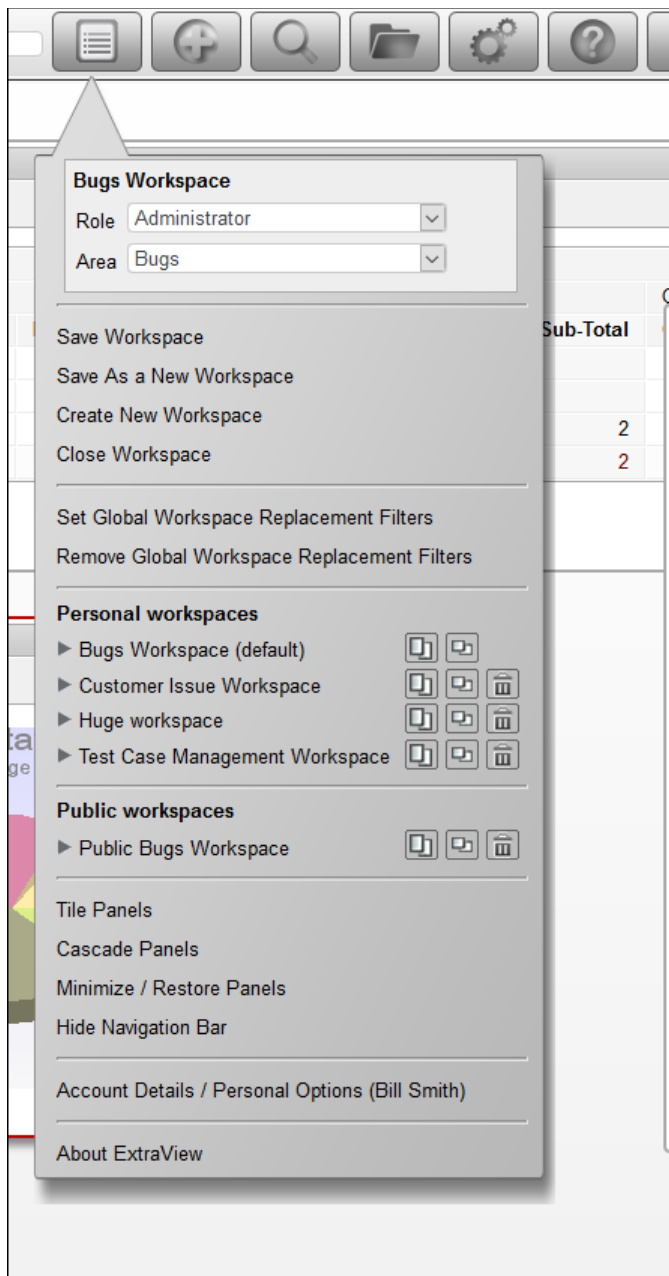 Bugs Workspace
Role Administrator
Area Bugs
Sub-Total
Save Workspace
Save As a New Workspace
Create New Workspace
2
Close Workspace
2
Set Global Workspace Replacement Filters
Remove Global Workspace Replacement Filters
Personal workspaces
Bugs Workspace (default)
Customer Issue Workspace
Huge workspace
Test Case Management Workspace
Public workspaces
Public Bugs Workspace
Tile Panels
Cascade Panels
Minimize / Restore Panels
Hide Navigation Bar
Account Details / Personal Options (Bill Smith)
About ExtraView